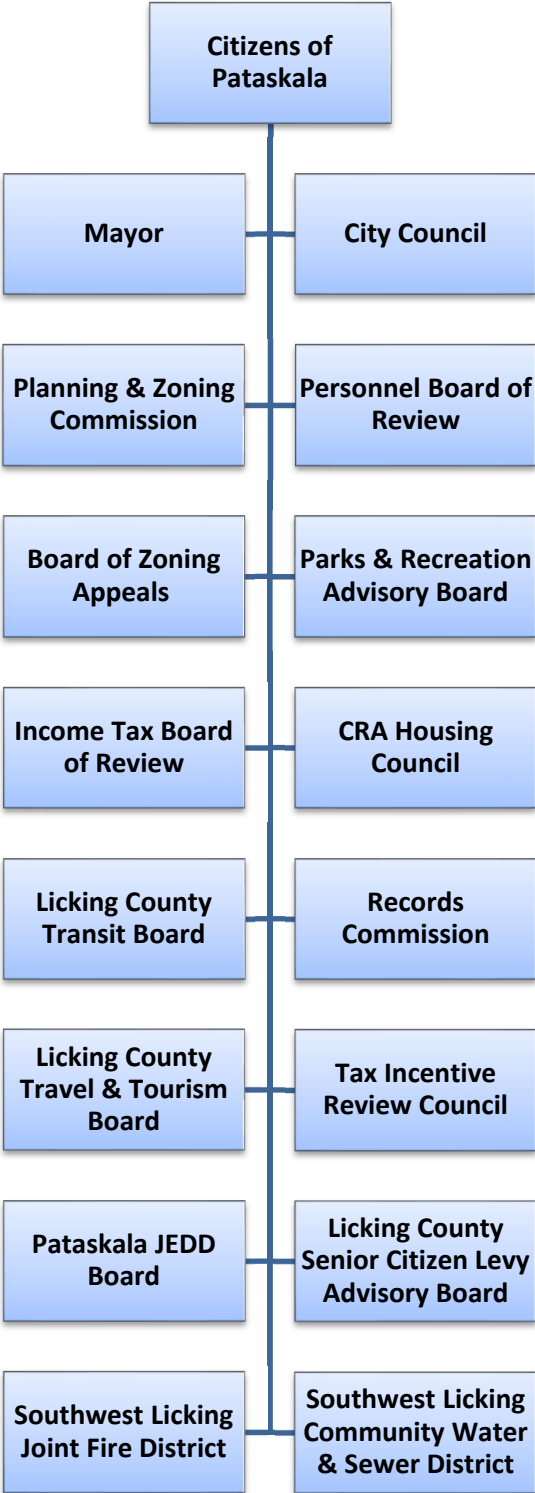 Citizens of
Pataskala
Mayor
City Council
Planning & Zoning
Commission
Personnel Board of
Review
Board of Zoning
Appeals
Parks & Recreation
Advisory Board
Income Tax Board
of Review
CRA Housing
Council
Licking County
Transit Board
Records
Commission
Licking County
Travel & Tourism
Board
Tax Incentive
Review Council
Pataskala JEDD
Board
Licking County
Senior Citizen Levy
Advisory Board
Southwest Licking
Joint Fire District
Southwest Licking
Community Water
& Sewer District